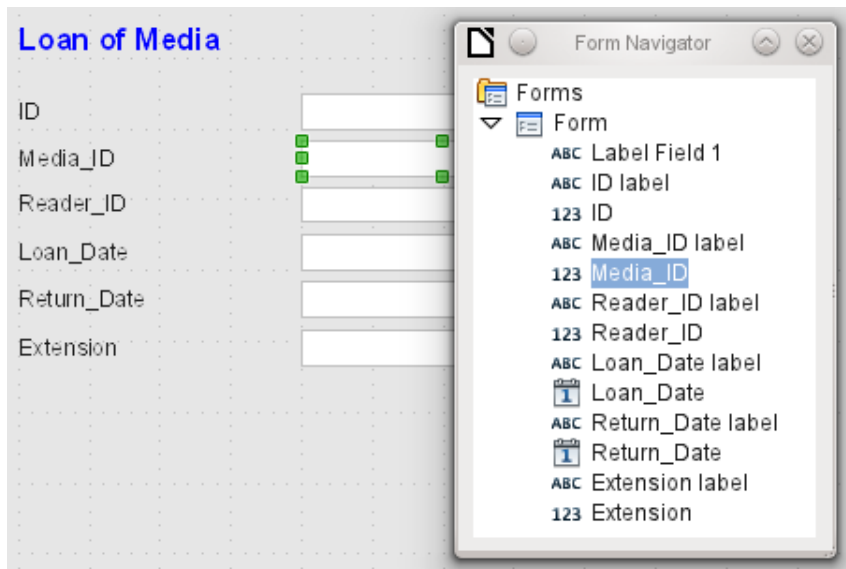 Loan of Media
ID
Media_ID
Reader_ID
Loan_Date
Return_Date
Extension
Form Navigator
Forms
Form
ABC Label Field 1
ABC ID label
123 ID
ABC Media_ID label
123 Media_ID
ABC Reader_ID label
123 Reader_ID
ABC Loan_Date label
1 Loan_Date
ABC Return_Date label
1 Return_Date
ABC Extension label
123 Extension